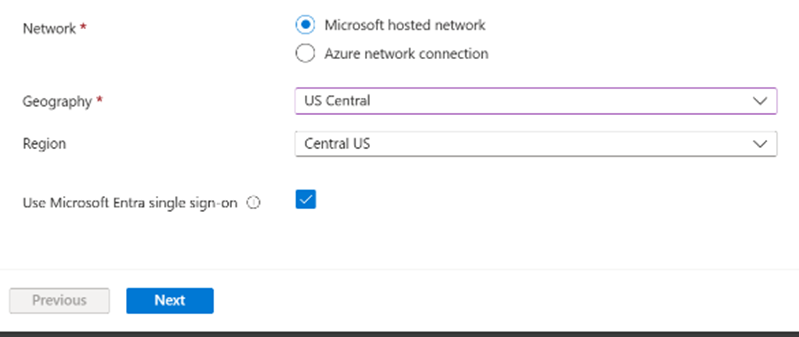 Network * Microsoft hosted network
Azure network connection
Geography * US Central
Region Central US
Use Microsoft Entra single sign-on
Previous Next